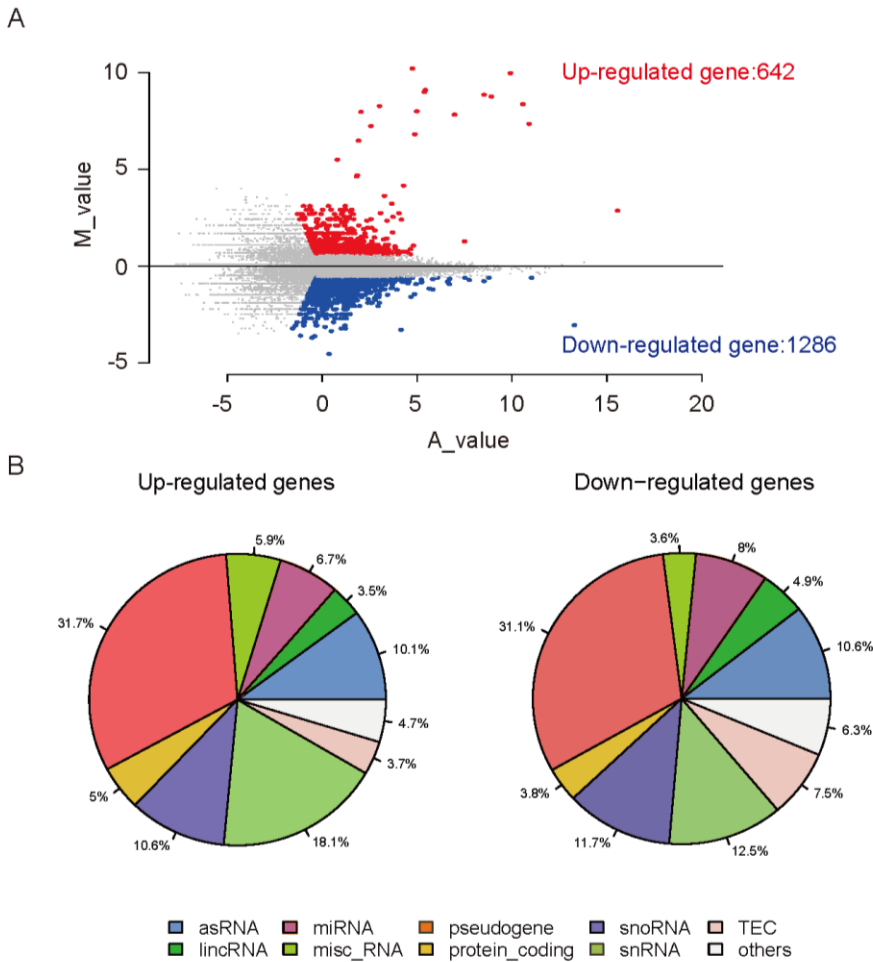 A
10
5
0
-5
M_value
Up-regulated gene:642
Down-regulated gene:1286
-5 0 5 10 15 20
A_value
B
Up-regulated genes
5.9%
6.7%
3.5%
31.7%
10.1%
4.7%
3.7%
5%
10.6%
18.1%
Down−regulated genes
3.6%
8%
4.9%
31.1%
10.6%
6.3%
7.5%
3.8%
11.7%
12.5%
asRNA miRNA pseudogene snoRNA TEC
lincRNA misc_RNA protein_coding snRNA others